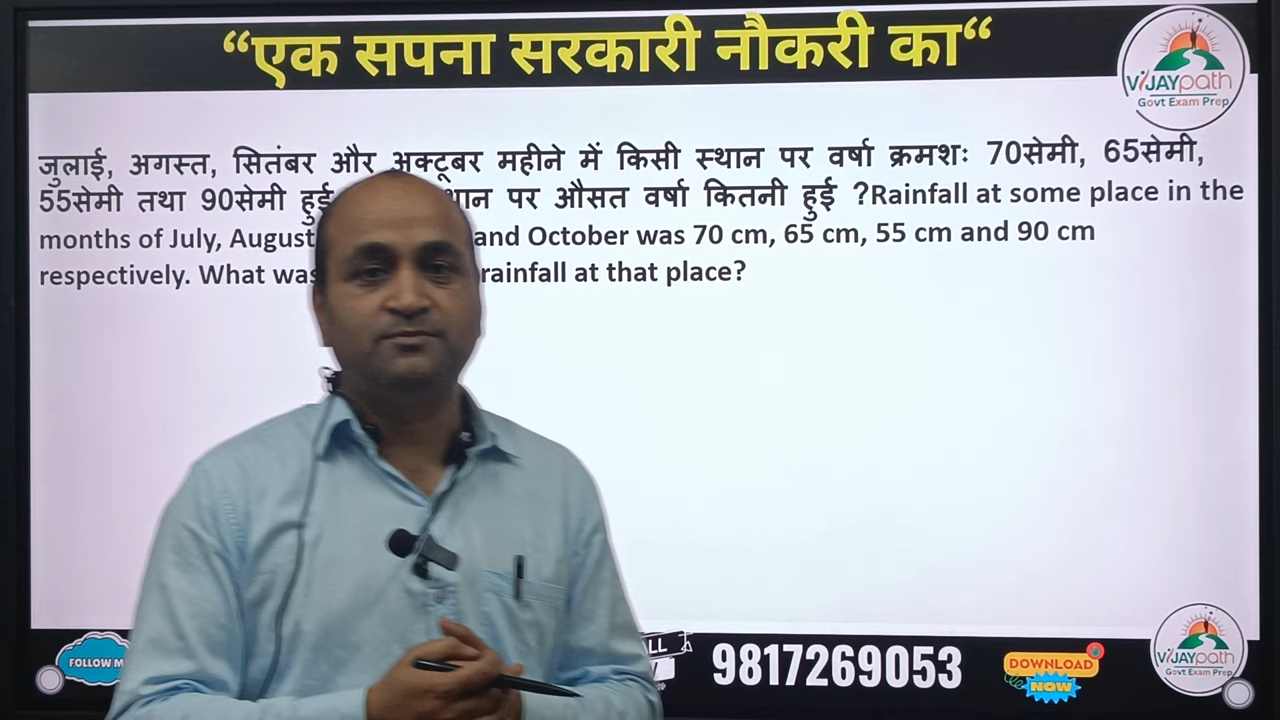 “एक सपना सरकारी नौकरी का“
VIJAYpath
Govt Exam Prep
जुलाई, अगस्त, सितंबर और अक्टूबर महीने में किसी स्थान पर वर्षा क्रमशः 70सेमी, 65सेमी,
55सेमी तथा 90सेमी हुई पर औसत वर्षा कितनी हुई ?Rainfall at some place in the
months of July, August and October was 70 cm, 65 cm, 55 cm and 90 cm
respectively. What was rainfall at that place?
FOLLOW
9817269053
DOWNLOAD
NOW
VIJAYpath
Govt Exam Prep